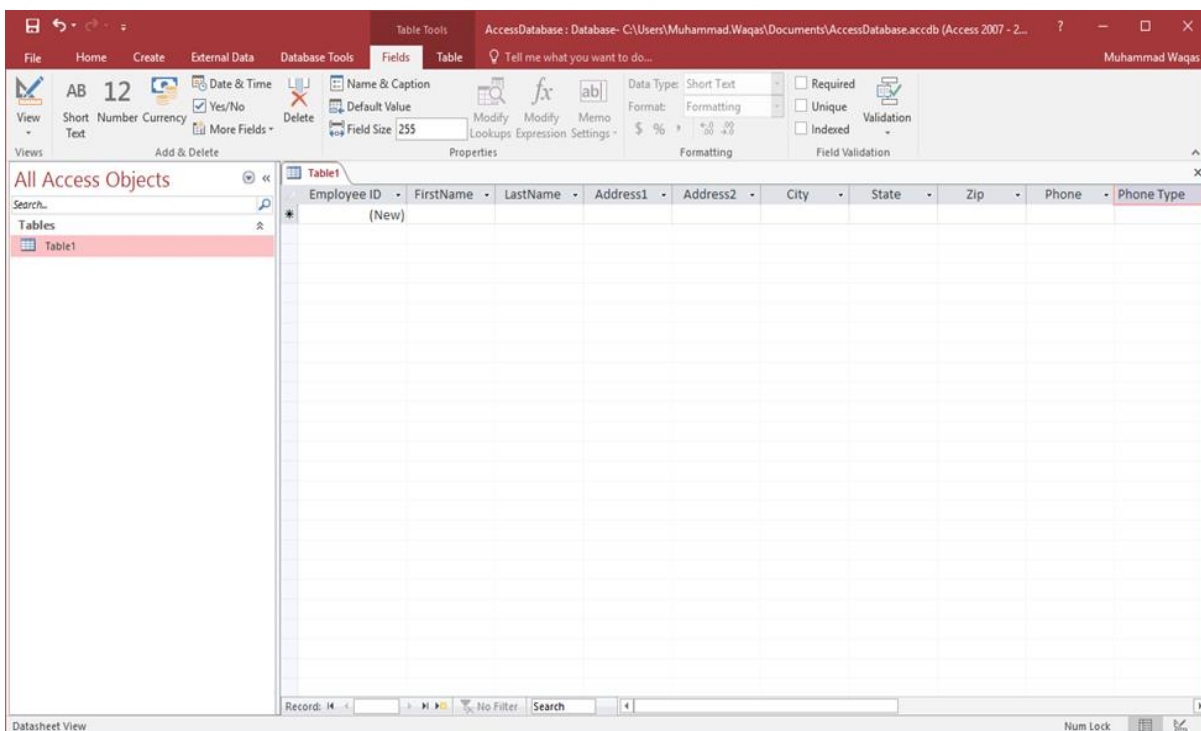 Table Tools
AccessDatabase : Database- C:\Users\Muhammad.Waqas\Documents\AccessDatabase.accdb (Access 2007 - 2...
?
File Home Create External Data Database Tools Fields Table Tell me what you want to do... Muhammad Waqas
View
Views
AB
Short
Text
12
Number
Currency
Date & Time
Yes/No
More Fields
Add & Delete
Delete
Name & Caption
Default Value
Field Size 255
Modify
Lookups
fx
Modify
Expression
ab
Memo
Settings
Properties
Data Type: Short Text
Format: Formatting
$ % , .0 .00
Formatting
Required
Unique
Indexed
Validation
Field Validation
All Access Objects
Search...
Tables
Table1
Table1
Employee ID FirstName LastName Address1 Address2 City State Zip Phone Phone Type
* (New)
Record: No Filter Search
Datasheet View Num Lock